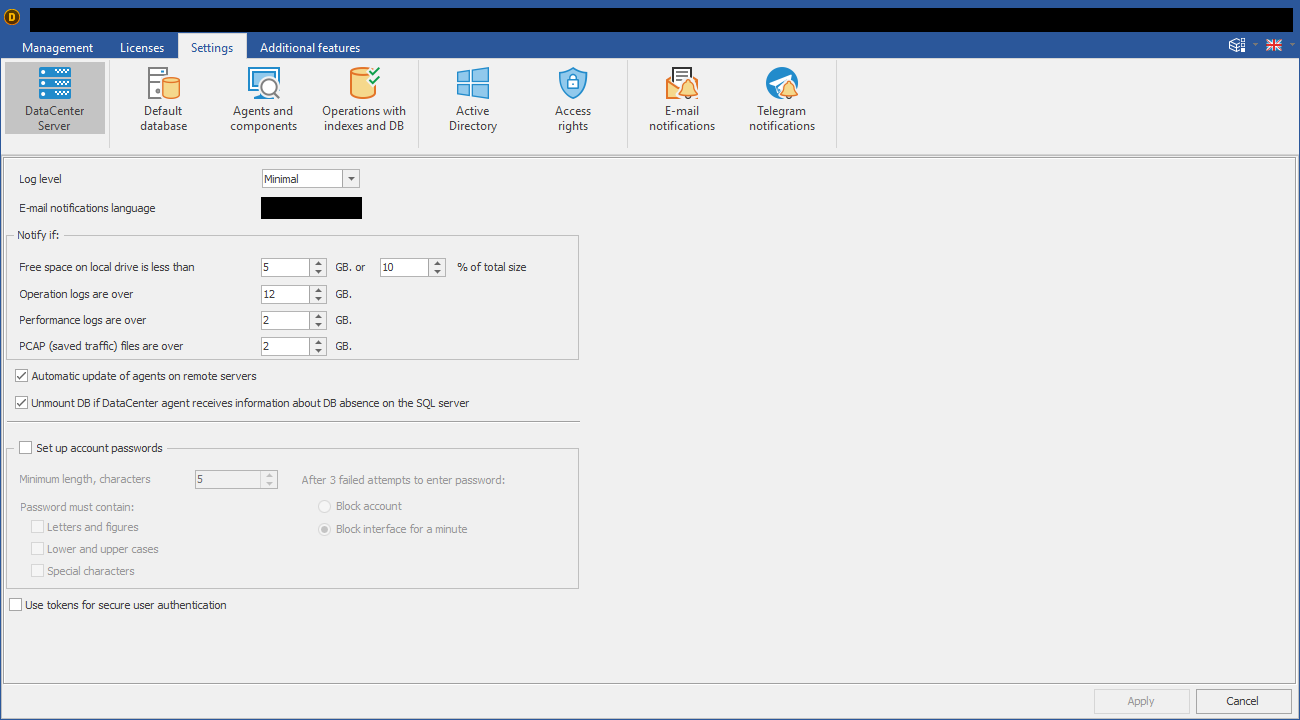 D
Management Licenses Settings Additional features
DataCenter Server
Default database
Agents and components
Operations with indexes and DB
Active Directory
Access rights
E-mail notifications
Telegram notifications
Log level Minimal
E-mail notifications language
Notify if:
Free space on local drive is less than 5 GB. or 10 % of total size
Operation logs are over 12 GB.
Performance logs are over 2 GB.
PCAP (saved traffic) files are over 2 GB.
Automatic update of agents on remote servers
Unmount DB if DataCenter agent receives information about DB absence on the SQL server
Set up account passwords
Minimum length, characters 5 After 3 failed attempts to enter password:
Password must contain: Block account
Letters and figures Block interface for a minute
Lower and upper cases
Special characters
Use tokens for secure user authentication
Apply Cancel